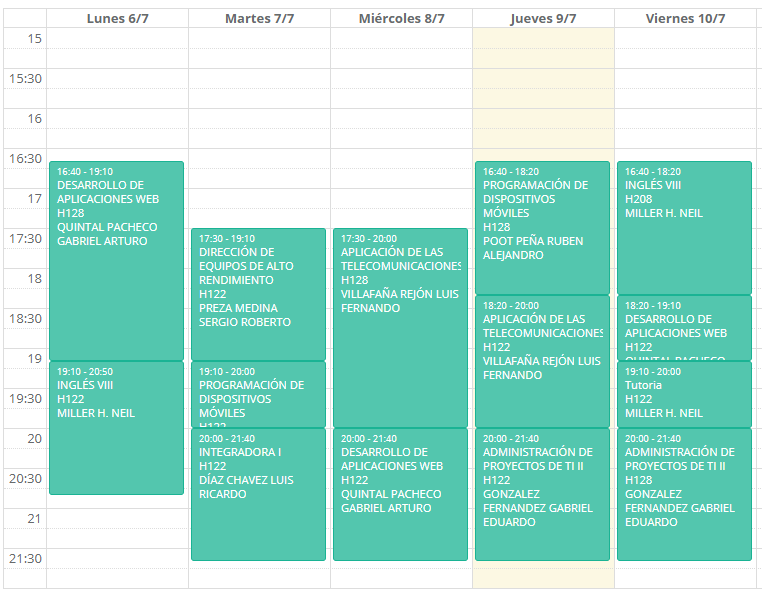 Lunes 6/7
Martes 7/7
Miércoles 8/7
Jueves 9/7
Viernes 10/7
15
15:30
16
16:30
17
17:30
18
18:30
19
19:30
20
20:30
21
21:30
16:40 - 19:10
DESARROLLO DE
APLICACIONES WEB
H128
QUINTAL PACHECO
GABRIEL ARTURO
19:10 - 20:50
INGLÉS VIII
H122
MILLER H. NEIL
17:30 - 19:10
DIRECCIÓN DE
EQUIPOS DE ALTO
RENDIMIENTO
H122
PREZA MEDINA
SERGIO ROBERTO
19:10 - 20:00
PROGRAMACIÓN DE
DISPOSITIVOS
MÓVILES
H122
20:00 - 21:40
INTEGRADORA I
H122
DÍAZ CHAVEZ LUIS
RICARDO
17:30 - 20:00
APLICACIÓN DE LAS
TELECOMUNICACIONES
H128
VILLAFAÑA REJÓN LUIS
FERNANDO
20:00 - 21:40
DESARROLLO DE
APLICACIONES WEB
H122
QUINTAL PACHECO
GABRIEL ARTURO
16:40 - 18:20
PROGRAMACIÓN DE
DISPOSITIVOS
MÓVILES
H128
POOT PEÑA RUBEN
ALEJANDRO
18:20 - 20:00
APLICACIÓN DE LAS
TELECOMUNICACIONES
H122
VILLAFAÑA REJÓN LUIS
FERNANDO
20:00 - 21:40
ADMINISTRACIÓN DE
PROYECTOS DE TI II
H122
GONZALEZ
FERNANDEZ GABRIEL
EDUARDO
16:40 - 18:20
INGLÉS VIII
H208
MILLER H. NEIL
18:20 - 19:10
DESARROLLO DE
APLICACIONES WEB
H122
QUINTAL PACHECO
19:10 - 20:00
Tutoria
H122
MILLER H. NEIL
20:00 - 21:40
ADMINISTRACIÓN DE
PROYECTOS DE TI II
H128
GONZALEZ
FERNANDEZ GABRIEL
EDUARDO